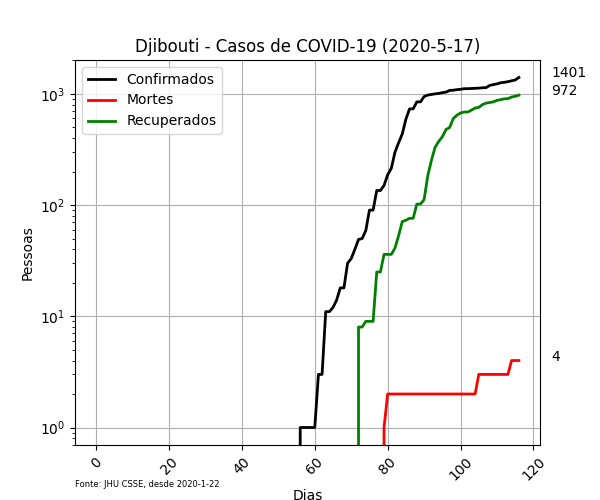 Djibouti - Casos de COVID-19 (2020-5-17)
Confirmados
Mortes
Recuperados
1401
972
4
10³
10²
10¹
10⁰
Pessoas
0 20 40 60 80 100 120
Fonte: JHU CSSE, desde 2020-1-22
Dias